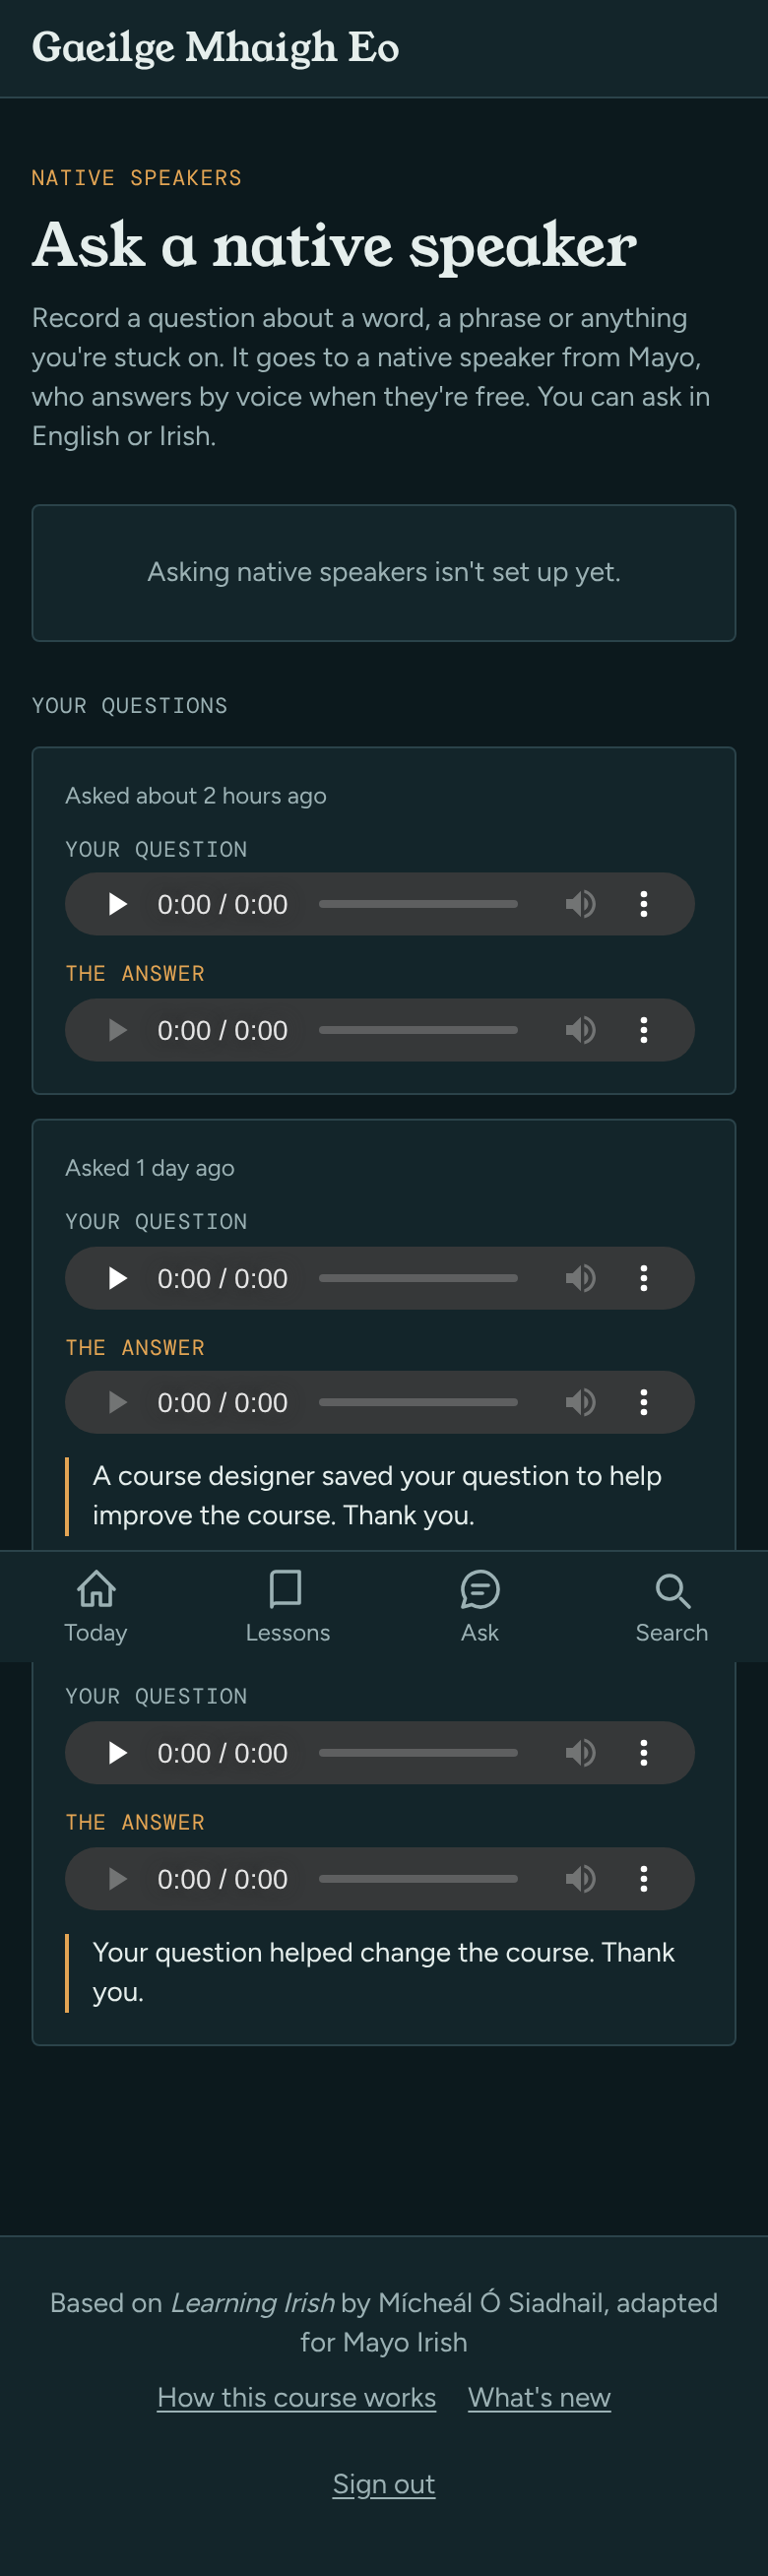 Gaeilge Mhaigh Eo
NATIVE SPEAKERS
Ask a native speaker
Record a question about a word, a phrase or anything
you're stuck on. It goes to a native speaker from Mayo,
who answers by voice when they're free. You can ask in
English or Irish.
Asking native speakers isn't set up yet.
YOUR QUESTIONS
Asked about 2 hours ago
YOUR QUESTION
0:00 / 0:00
THE ANSWER
0:00 / 0:00
Asked 1 day ago
YOUR QUESTION
0:00 / 0:00
THE ANSWER
0:00 / 0:00
A course designer saved your question to help
improve the course. Thank you.
Today Lessons Ask Search
YOUR QUESTION
0:00 / 0:00
THE ANSWER
0:00 / 0:00
Your question helped change the course. Thank
you.
Based on Learning Irish by Mícheál Ó Siadhail, adapted
for Mayo Irish
How this course works What's new
Sign out